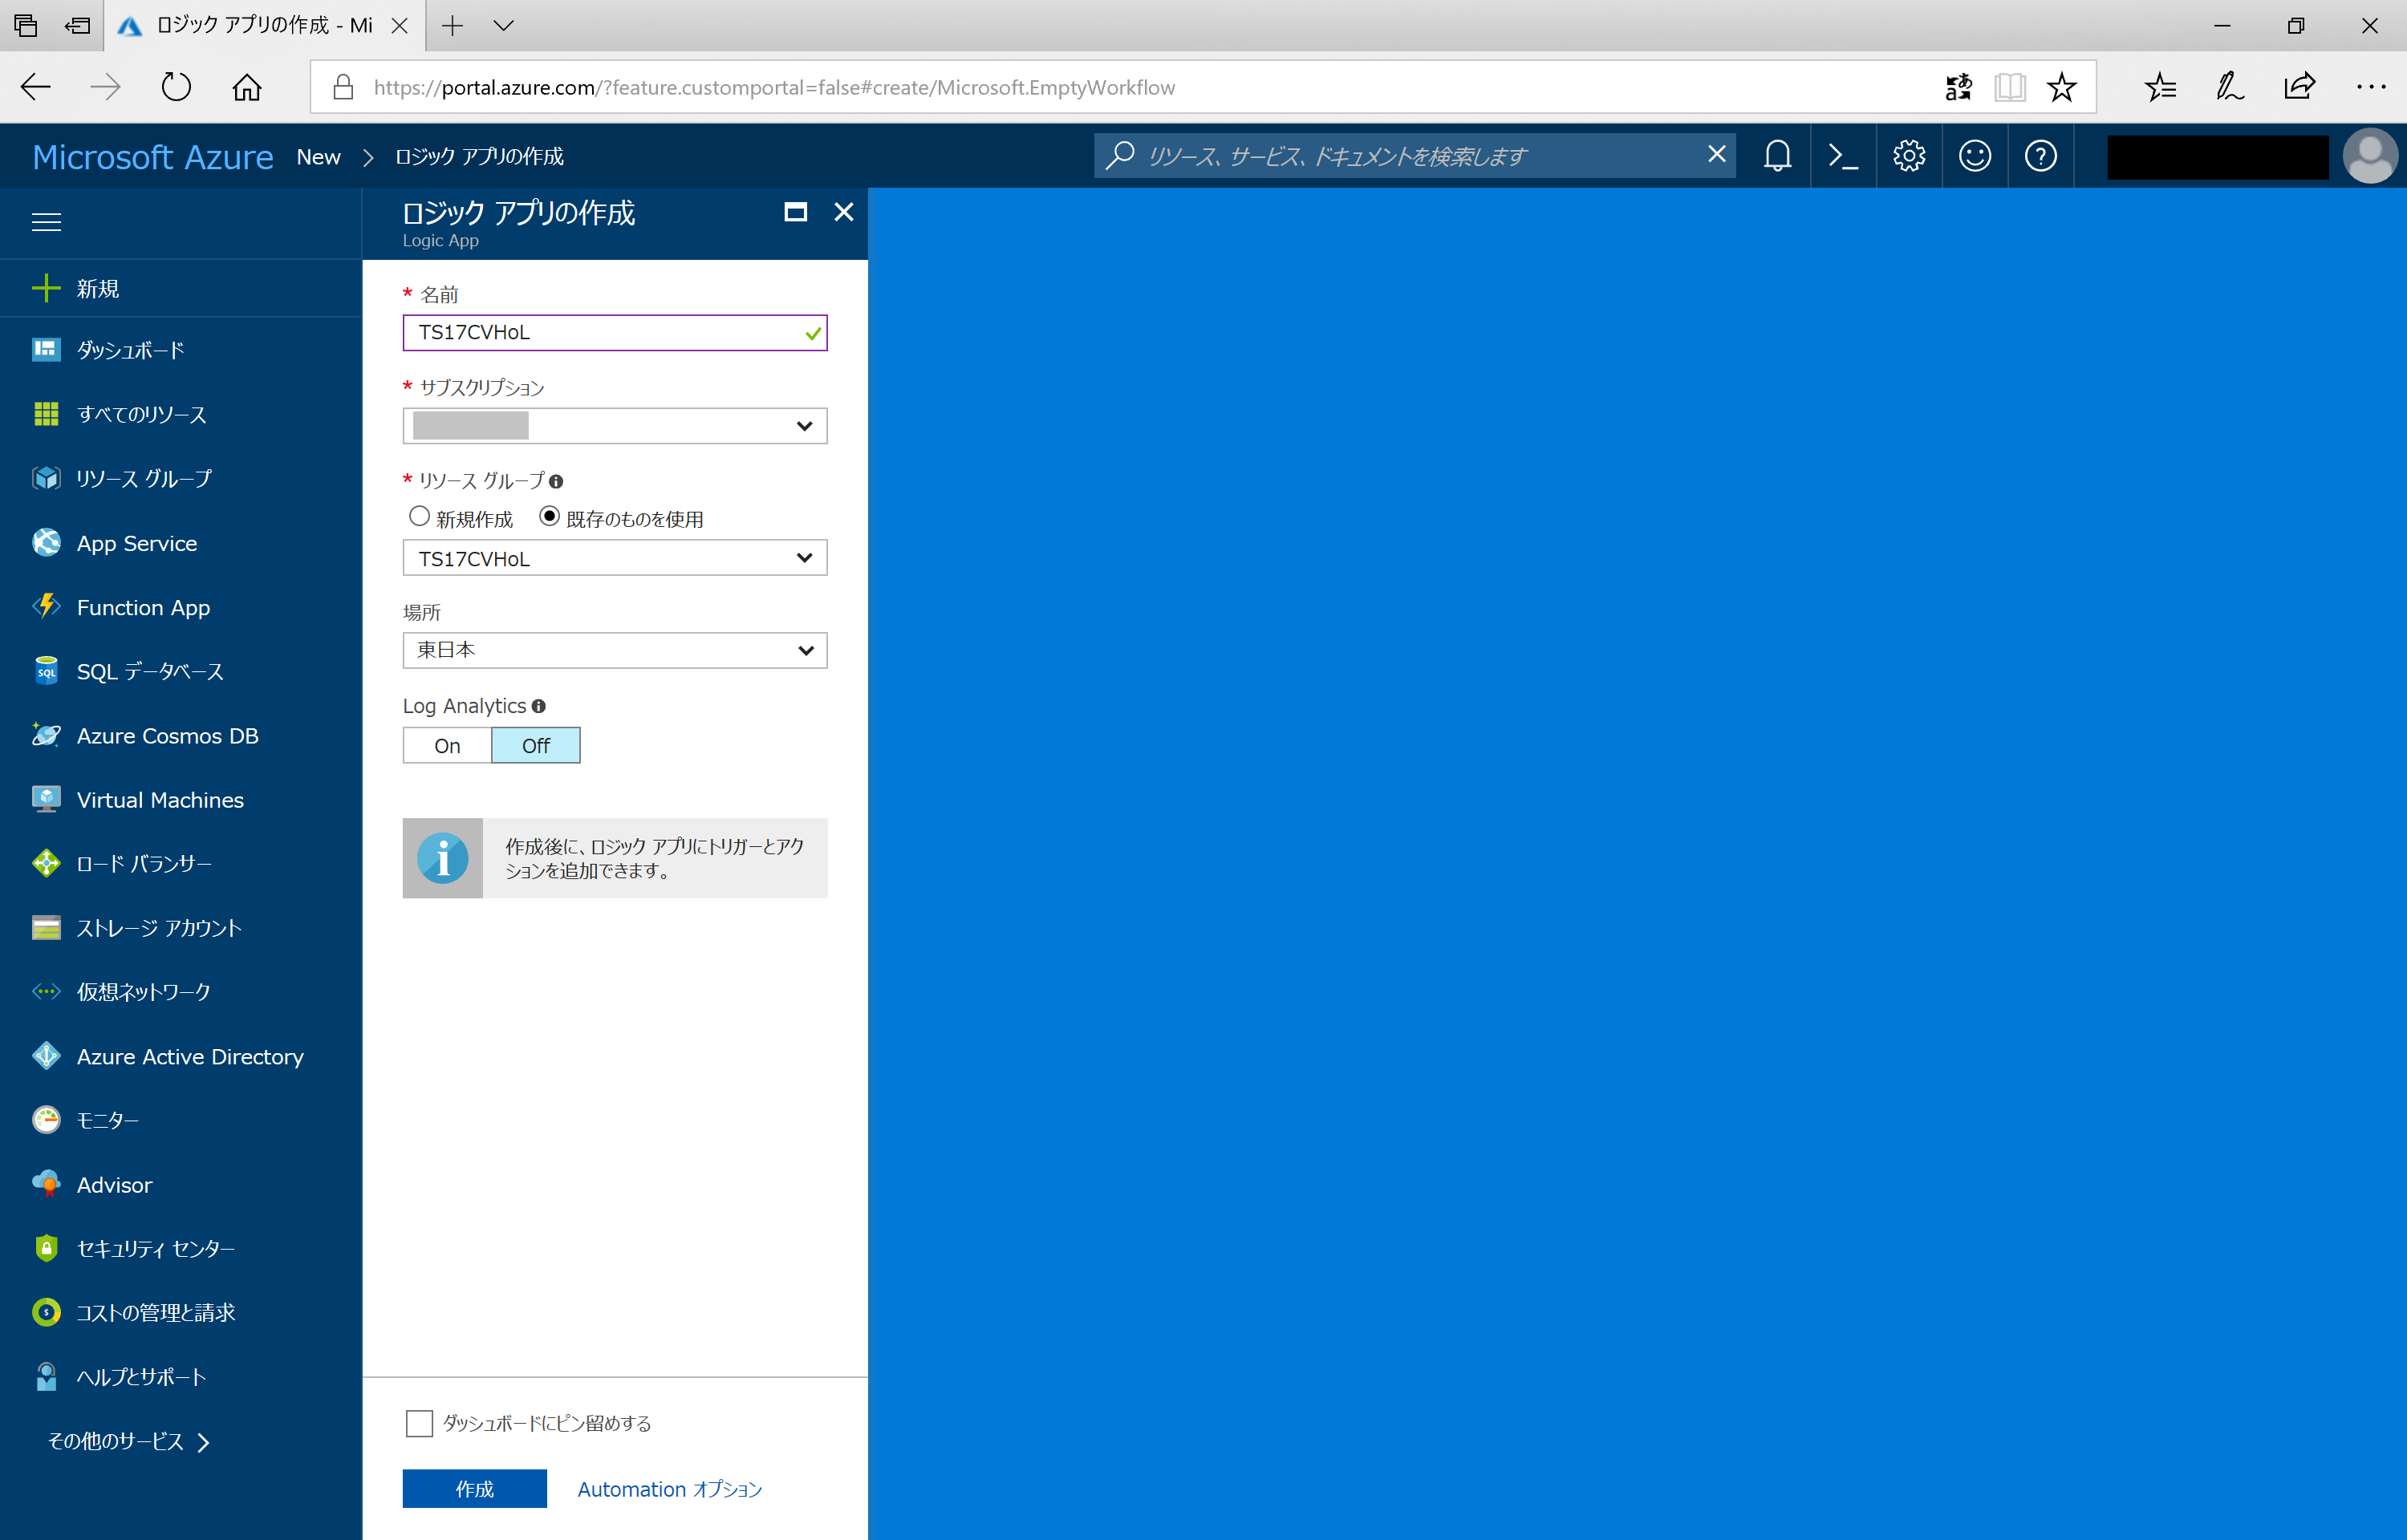 ロジック アプリの作成 - Mi
https://portal.azure.com/?feature.customportal=false#create/Microsoft.EmptyWorkflow
Microsoft Azure New > ロジック アプリの作成
リソース、サービス、ドキュメントを検索します
新規
ダッシュボード
すべてのリソース
リソース グループ
App Service
Function App
SQL データベース
Azure Cosmos DB
Virtual Machines
ロード バランサー
ストレージ アカウント
仮想ネットワーク
Azure Active Directory
モニター
Advisor
セキュリティ センター
コストの管理と請求
ヘルプとサポート
その他のサービス >
ロジック アプリの作成
Logic App
* 名前
TS17CVHoL
* サブスクリプション
* リソース グループ
新規作成 既存のものを使用
TS17CVHoL
場所
東日本
Log Analytics
On Off
作成後に、ロジック アプリにトリガーとアク
ションを追加できます。
ダッシュボードにピン留めする
作成 Automation オプション